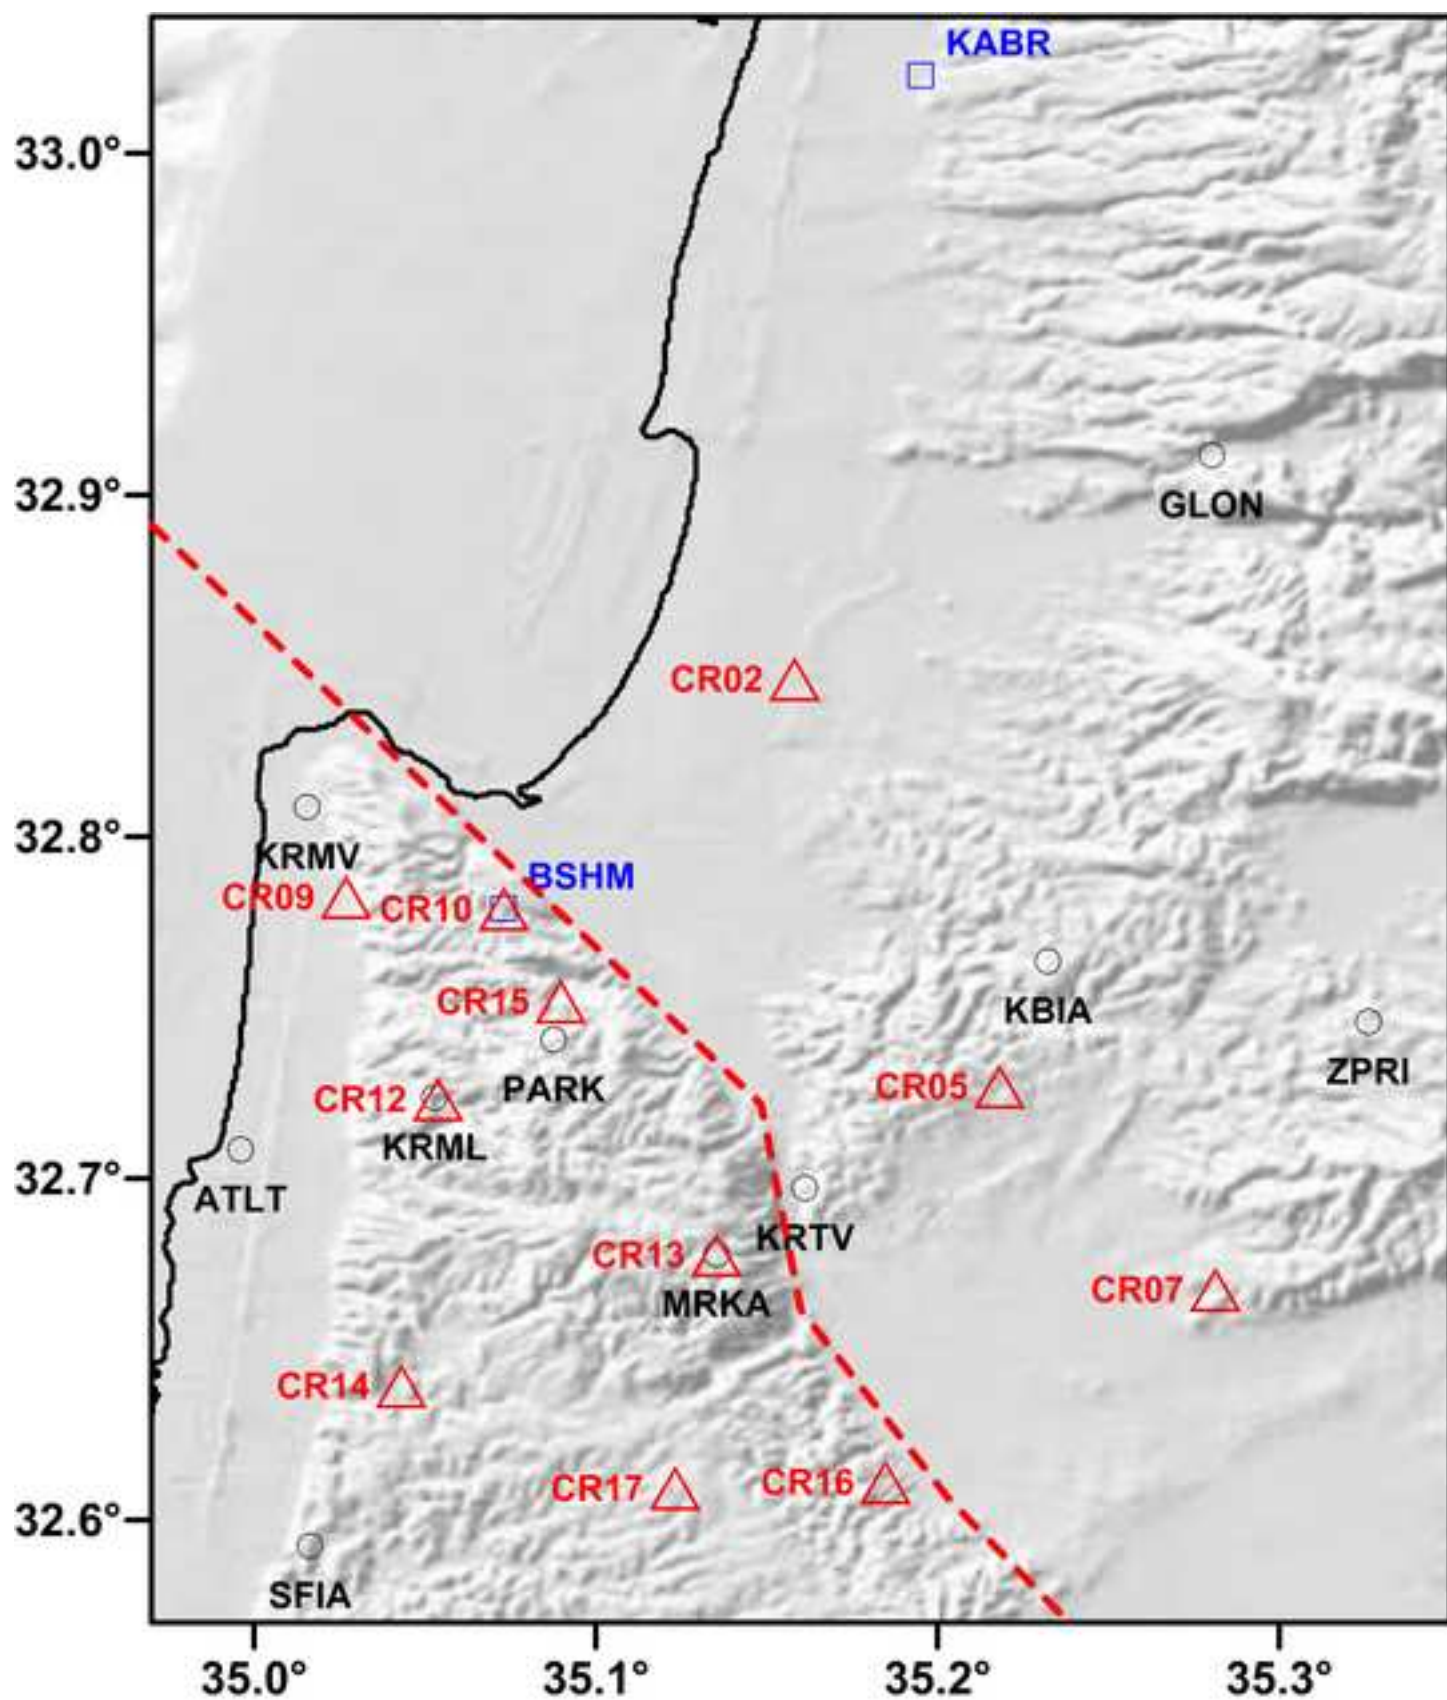 KABR
33.0°
32.9°
GLON
CR02
32.8°
KRMV
BSHM
CR09
CR10
CR15
KBIA
ZPRI
PARK
CR05
CR12
KRML
32.7°
ATLT
KRTV
CR13
MRKA
CR07
CR14
CR17
CR16
32.6°
SFIA
35.0°
35.1°
35.2°
35.3°